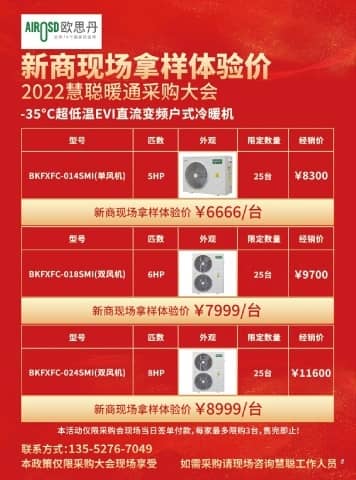 AIROSD欧思丹
新商现场拿样体验价
2022慧聪暖通采购大会
-35℃超低温EVI直流变频户式冷暖机
型号 匹数 外观 限定数量 经销价
BKFXFC-014SMI(单风机) 5HP 25台 ¥8300
新商现场拿样体验价 ¥6666/台
型号 匹数 外观 限定数量 经销价
BKFXFC-018SMI(双风机) 6HP 25台 ¥9700
新商现场拿样体验价 ¥7999/台
型号 匹数 外观 限定数量 经销价
BKFXFC-024SMI(双风机) 8HP 25台 ¥11600
新商现场拿样体验价 ¥8999/台
本活动仅限采购会现场当日签单付款,每家最多限购3台,售完即止!
联系方式:135-5276-7049
本政策仅限采购大会现场享受 如需采购请现场咨询慧聪工作人员